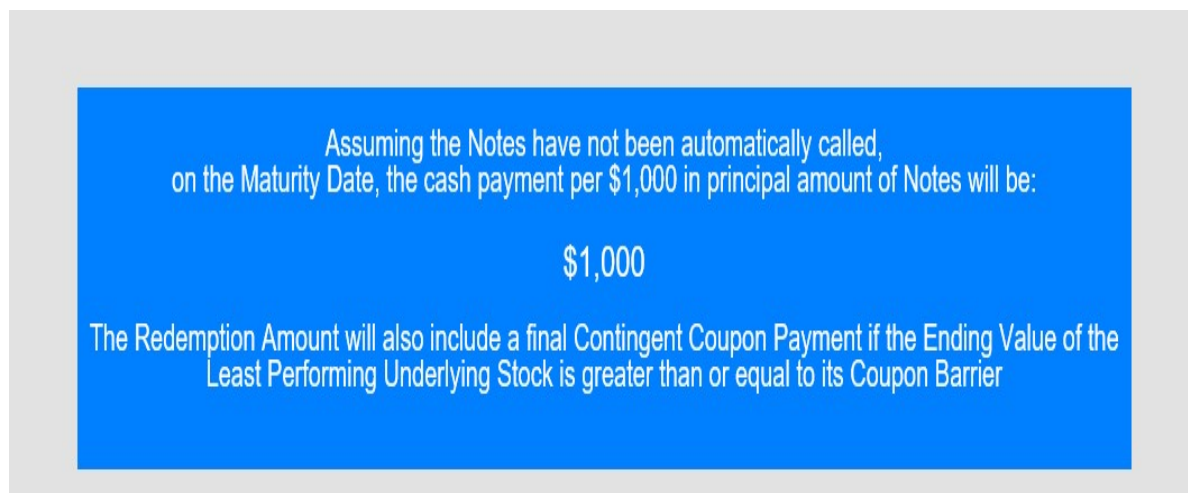 Assuming the Notes have not been automatically called,
on the Maturity Date, the cash payment per $1,000 in principal amount of Notes will be:
$1,000
The Redemption Amount will also include a final Contingent Coupon Payment if the Ending Value of the
Least Performing Underlying Stock is greater than or equal to its Coupon Barrier